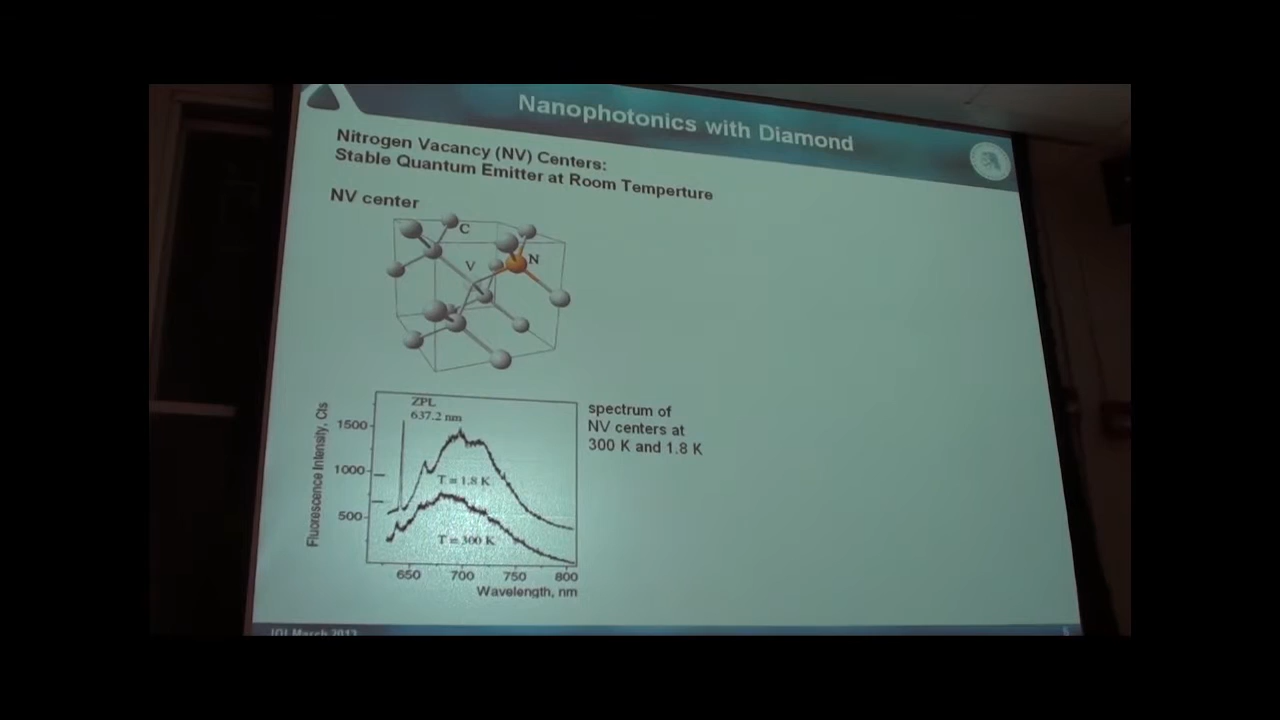 Nanophotonics with Diamond
Nitrogen Vacancy (NV) Centers:
Stable Quantum Emitter at Room Temperture
NV center
C
V
N
ZPL
637.2 nm
1500
1000
500
Fluorescence Intensity, Cts
T = 1.8 K
T = 300 K
650 700 750 800
Wavelength, nm
spectrum of
NV centers at
300 K and 1.8 K
March 2013